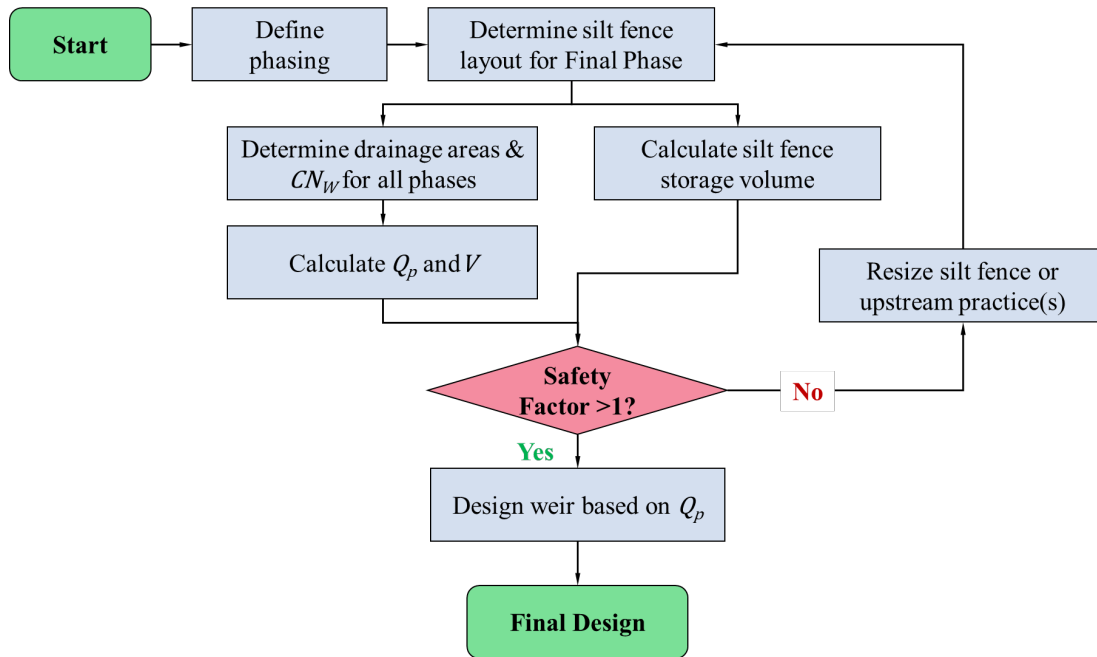 Start
Define
phasing
Determine silt fence
layout for Final Phase
Determine drainage areas &
CN_W for all phases
Calculate silt fence
storage volume
Calculate Q_p and V
Resize silt fence or
upstream practice(s)
Safety
Factor >1?
No
Yes
Design weir based on Q_p
Final Design